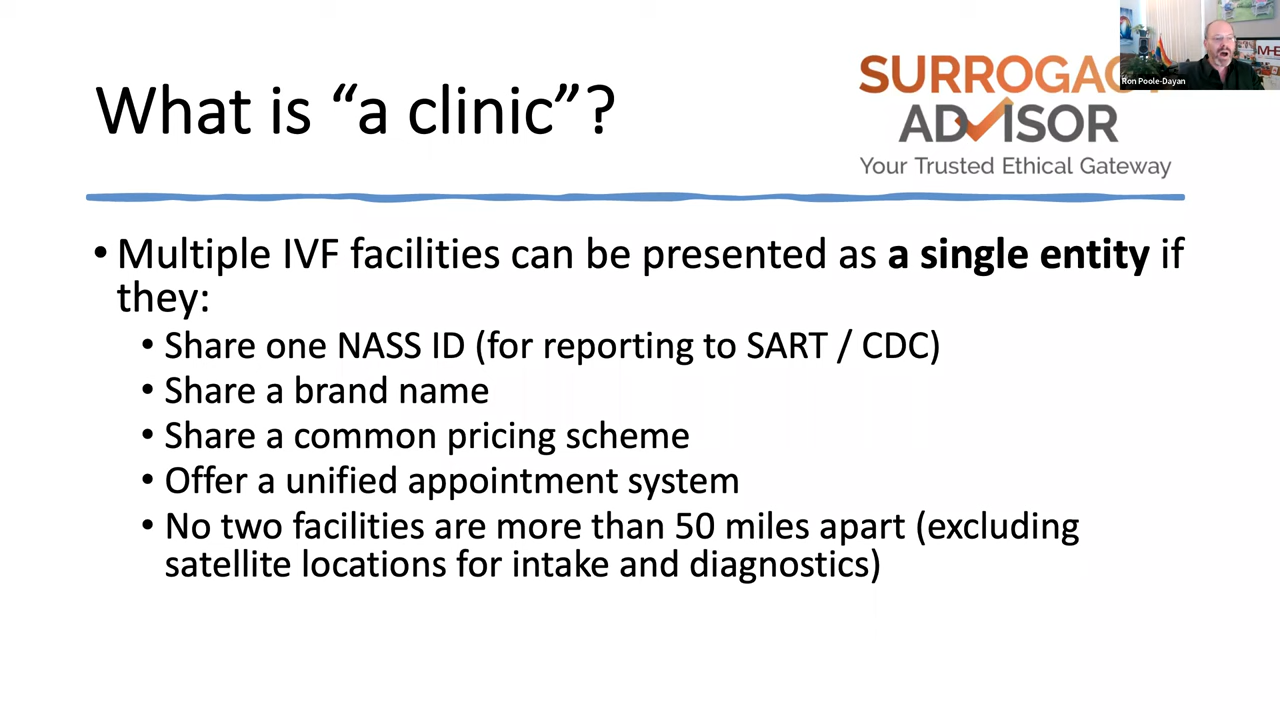 What is “a clinic”?
SURROGACY
ADVISOR
Your Trusted Ethical Gateway
Ron Poole-Dayan
• Multiple IVF facilities can be presented as a single entity if
they:
• Share one NASS ID (for reporting to SART / CDC)
• Share a brand name
• Share a common pricing scheme
• Offer a unified appointment system
• No two facilities are more than 50 miles apart (excluding
satellite locations for intake and diagnostics)